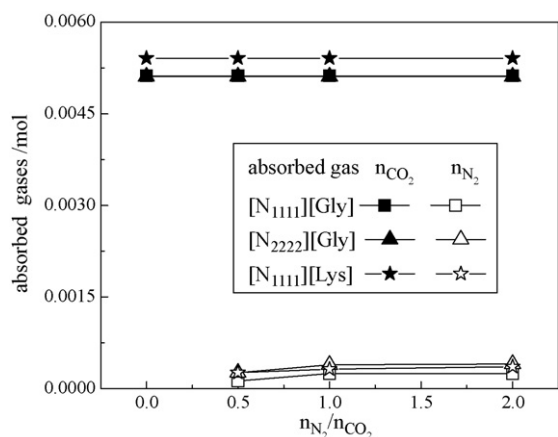 0.0060
0.0045
0.0030
0.0015
0.0000
absorbed gases /mol
absorbed gas n_CO₂ n_N₂
[N₁₁₁₁][Gly]
[N₂₂₂₂][Gly]
[N₁₁₁₁][Lys]
0.0 0.5 1.0 1.5 2.0
n_N₂/n_CO₂